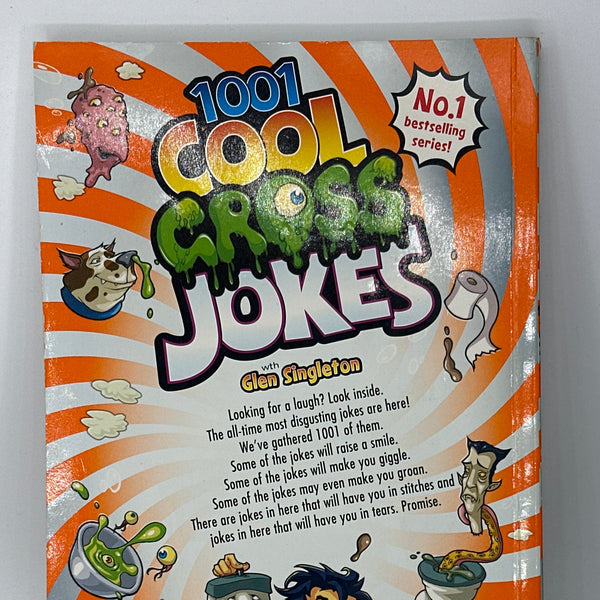 1001
COOL
GROSS
JOKES
No.1
bestselling
series!
with
Glen Singleton
Looking for a laugh? Look inside.
The all-time most disgusting jokes are here!
We've gathered 1001 of them.
Some of the jokes will raise a smile.
Some of the jokes will make you giggle.
Some of the jokes may even make you groan.
There are jokes in here that will have you in stitches and
jokes in here that will have you in tears. Promise.